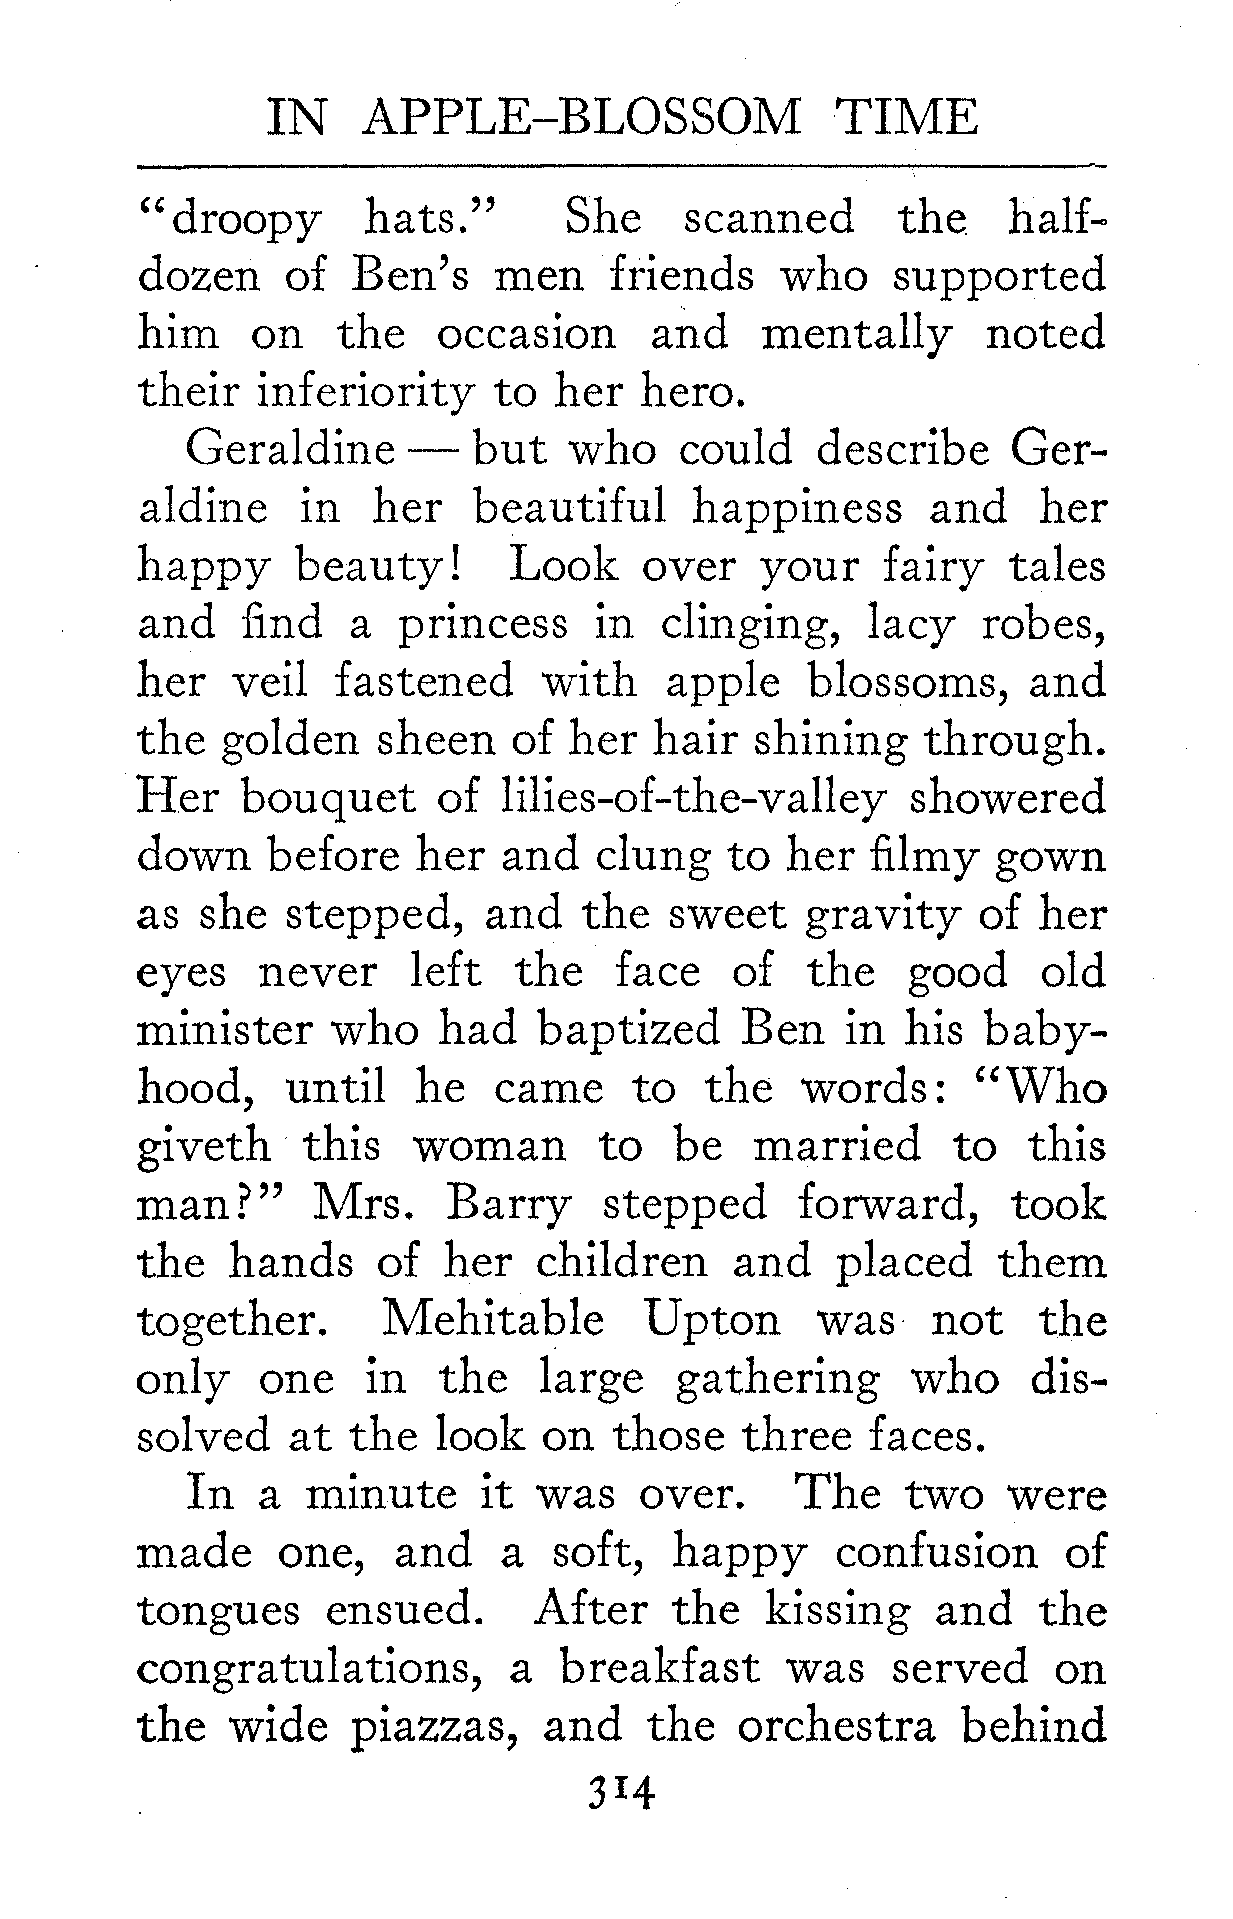 IN APPLE-BLOSSOM TIME
“droopy hats.” She scanned the half-
dozen of Ben’s men friends who supported
him on the occasion and mentally noted
their inferiority to her hero.
Geraldine — but who could describe Ger-
aldine in her beautiful happiness and her
happy beauty! Look over your fairy tales
and find a princess in clinging, lacy robes,
her veil fastened with apple blossoms, and
the golden sheen of her hair shining through.
Her bouquet of lilies-of-the-valley showered
down before her and clung to her filmy gown
as she stepped, and the sweet gravity of her
eyes never left the face of the good old
minister who had baptized Ben in his baby-
hood, until he came to the words: “Who
giveth this woman to be married to this
man?” Mrs. Barry stepped forward, took
the hands of her children and placed them
together. Mehitable Upton was not the
only one in the large gathering who dis-
solved at the look on those three faces.
In a minute it was over. The two were
made one, and a soft, happy confusion of
tongues ensued. After the kissing and the
congratulations, a breakfast was served on
the wide piazzas, and the orchestra behind
314